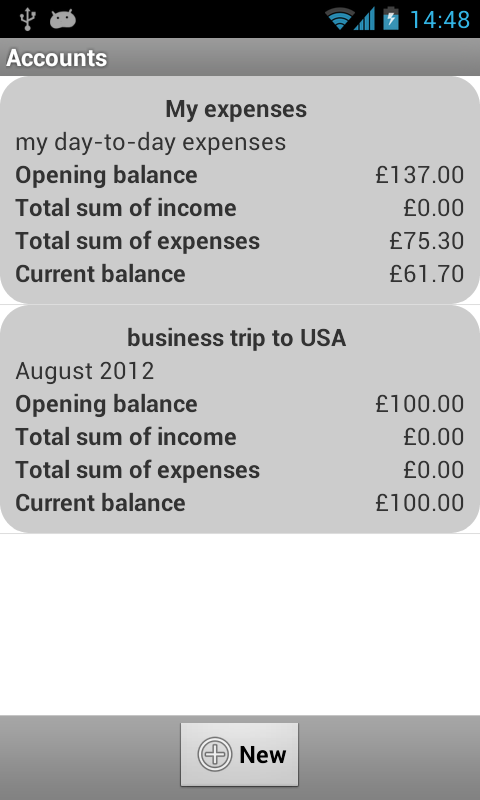 14:48
Accounts
My expenses
my day-to-day expenses
Opening balance £137.00
Total sum of income £0.00
Total sum of expenses £75.30
Current balance £61.70
business trip to USA
August 2012
Opening balance £100.00
Total sum of income £0.00
Total sum of expenses £0.00
Current balance £100.00
New